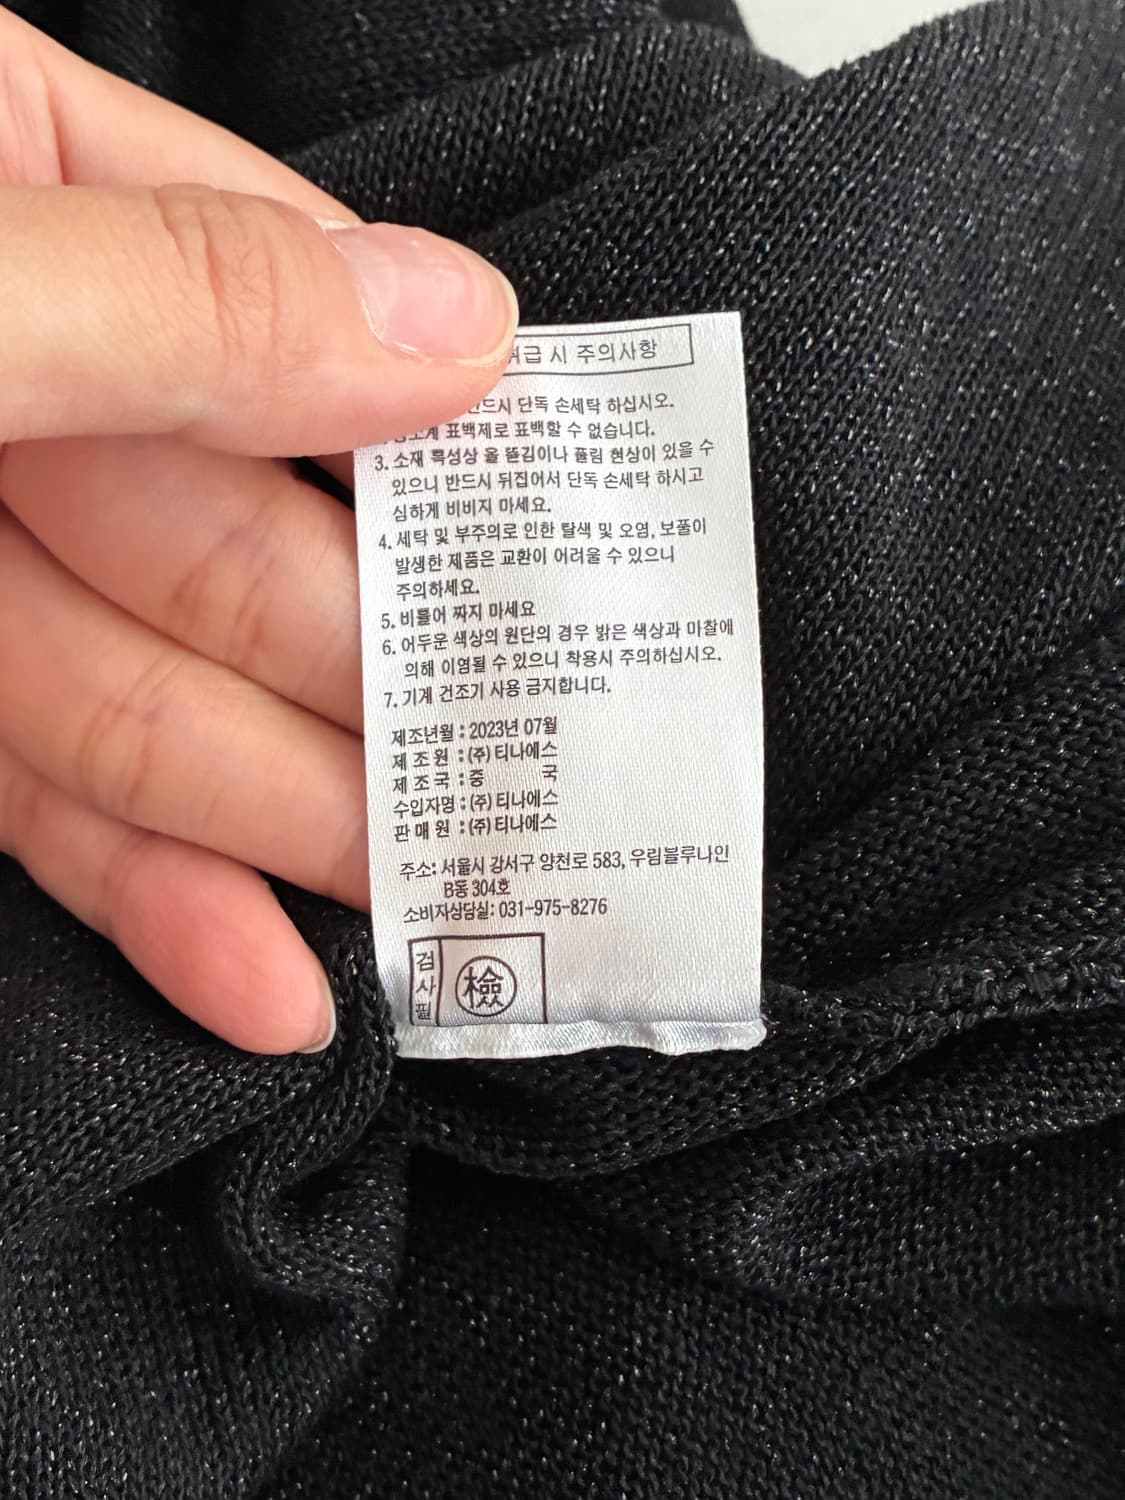 급 시 주의사항
반드시 단독 손세탁 하십시오.
표백제로 표백할 수 없습니다.
3. 소재 특성상 올 뜯김이나 풀림 현상이 있을 수
있으니 반드시 뒤집어서 단독 손세탁 하시고
심하게 비비지 마세요.
4. 세탁 및 부주의로 인한 탈색 및 오염, 보풀이
발생한 제품은 교환이 어려울 수 있으니
주의하세요.
5. 비틀어 짜지 마세요
6. 어두운 색상의 원단의 경우 밝은 색상과 마찰에
의해 이염될 수 있으니 착용시 주의하십시오.
7. 기계 건조기 사용 금지합니다.
제조년월 : 2023년 07월
제 조 원 : (주) 티나에스
제 조 국 : 중 국
수입자명 : (주) 티나에스
판 매 원 : (주) 티나에스
주소: 서울시 강서구 양천로 583, 우림블루나인
B동 304호
소비자상담실: 031-975-8276
검사필 檢